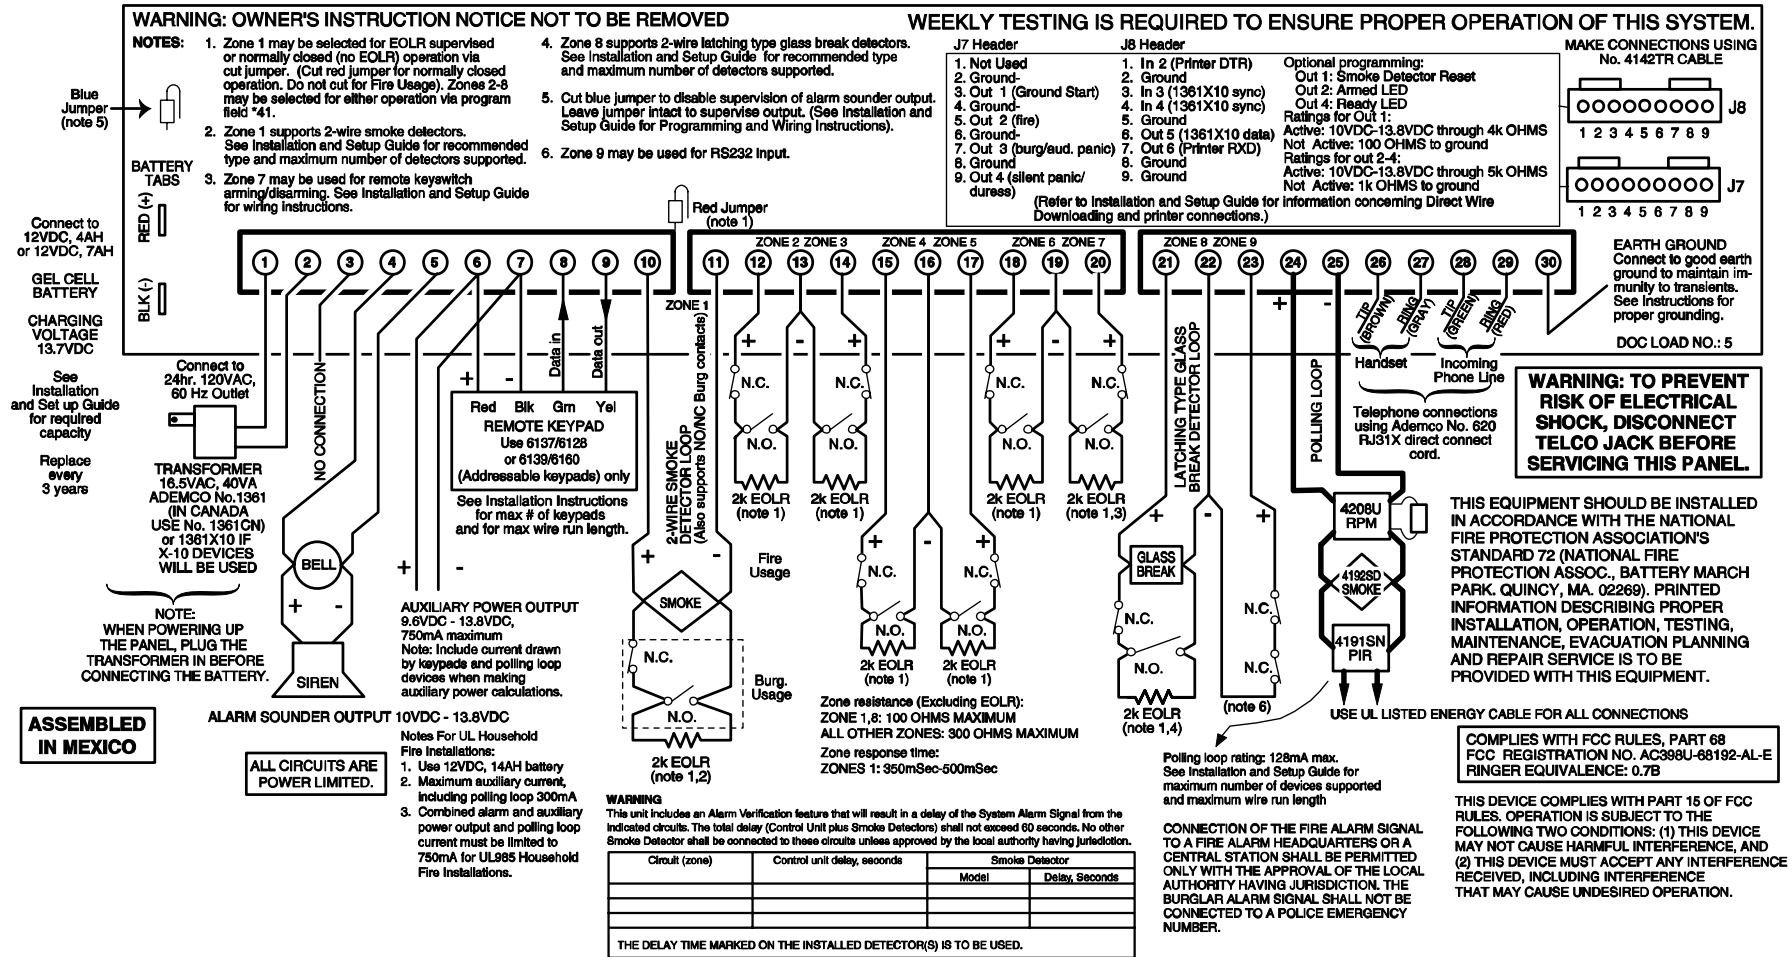 WARNING: OWNER'S INSTRUCTION NOTICE NOT TO BE REMOVED
WEEKLY TESTING IS REQUIRED TO ENSURE PROPER OPERATION OF THIS SYSTEM.
NOTES:
1. Zone 1 may be selected for EOLR supervised
or normally closed (no EOLR) operation via
cut jumper. (Cut red jumper for normally closed
operation. Do not cut for Fire Usage). Zones 2-8
may be selected for either operation via program
field *41.
2. Zone 1 supports 2-wire smoke detectors.
See Installation and Setup Guide for recommended
type and maximum number of detectors supported.
3. Zone 7 may be used for remote keyswitch
arming/disarming. See Installation and Setup Guide
for wiring instructions.
4. Zone 8 supports 2-wire latching type glass break detectors.
See Installation and Setup Guide for recommended type
and maximum number of detectors supported.
5. Cut blue jumper to disable supervision of alarm sounder output.
Leave jumper intact to supervise output. (See Installation and
Setup Guide for Programming and Wiring Instructions).
6. Zone 9 may be used for RS232 Input.
J7 Header
1. Not Used
2. Ground-
3. Out 1 (Ground Start)
4. Ground-
5. Out 2 (fire)
6. Ground-
7. Out 3 (burg/aud. panic)
8. Ground
9. Out 4 (silent panic/
duress)
J8 Header
1. In 2 (Printer DTR)
2. Ground
3. In 3 (1361X10 sync)
4. In 4 (1361X10 sync)
5. Ground
6. Out 5 (1361X10 data)
7. Out 6 (Printer RXD)
8. Ground
9. Ground
Optional programming:
Out 1: Smoke Detector Reset
Out 2: Armed LED
Out 4: Ready LED
Ratings for Out 1:
Active: 10VDC-13.8VDC through 4k OHMS
Not Active: 100 OHMS to ground
Ratings for out 2-4:
Active: 10VDC-13.8VDC through 5k OHMS
Not Active: 1k OHMS to ground
(Refer to Installation and Setup Guide for information concerning Direct Wire
Downloading and printer connections.)
MAKE CONNECTIONS USING
No. 4142TR CABLE
J8
1 2 3 4 5 6 7 8 9
J7
1 2 3 4 5 6 7 8 9
Blue
Jumper
(note 5)
BATTERY
TABS
RED (+)
BLK (-)
Connect to
12VDC, 4AH
or 12VDC, 7AH
GEL CELL
BATTERY
CHARGING
VOLTAGE
13.7VDC
See
Installation
and Set up Guide
for required
capacity
Replace
every
3 years
Red Jumper
(note 1)
1 2 3 4 5 6 7 8 9 10
ZONE 2 ZONE 3 ZONE 4 ZONE 5 ZONE 6 ZONE 7
11 12 13 14 15 16 17 18 19 20
ZONE 8 ZONE 9
21 22 23 24 25 26 27 28 29 30
ZONE 1
EARTH GROUND
Connect to good earth
ground to maintain im-
munity to transients.
See Instructions for
proper grounding.
DOC LOAD NO.: 5
Connect to
24hr. 120VAC,
60 Hz Outlet
TRANSFORMER
16.5VAC, 40VA
ADEMCO No.1361
(IN CANADA
USE No. 1361CN)
or 1361X10 IF
X-10 DEVICES
WILL BE USED
NOTE:
WHEN POWERING UP
THE PANEL, PLUG THE
TRANSFORMER IN BEFORE
CONNECTING THE BATTERY.
NO CONNECTION
BELL
+ -
SIREN
ALARM SOUNDER OUTPUT 10VDC - 13.8VDC
+ -
AUXILIARY POWER OUTPUT
9.6VDC - 13.8VDC,
750mA maximum
Note: Include current drawn
by keypads and polling loop
devices when making
auxiliary power calculations.
+ -
Data in
Data out
Red Blk Grn Yel
REMOTE KEYPAD
Use 6137/6128
or 6139/6160
(Addressable keypads) only
See Installation Instructions
for max # of keypads
and for max wire run length.
2-WIRE SMOKE
DETECTOR LOOP
(Also supports NO/NC Burg contacts)
+ -
SMOKE
Fire
Usage
N.C.
N.O.
Burg.
Usage
2k EOLR
(note 1,2)
+ - +
N.C. N.C.
N.O. N.O.
2k EOLR
(note 1)
2k EOLR
(note 1)
+ - +
N.C. N.C.
N.O. N.O.
2k EOLR
(note 1)
2k EOLR
(note 1)
+ - +
N.C. N.C.
N.O. N.O.
2k EOLR
(note 1)
2k EOLR
(note 1,3)
Zone resistance (Excluding EOLR):
ZONE 1,8: 100 OHMS MAXIMUM
ALL OTHER ZONES: 300 OHMS MAXIMUM
Zone response time:
ZONES 1: 350mSec-500mSec
LATCHING TYPE GLASS
BREAK DETECTOR LOOP
+ - +
GLASS
BREAK
N.C.
N.O.
2k EOLR
(note 1,4)
N.C.
N.C.
(note 6)
+ -
POLLING LOOP
4208U
RPM
4192SD
SMOKE
4191SN
PIR
USE UL LISTED ENERGY CABLE FOR ALL CONNECTIONS
Polling loop rating: 128mA max.
See Installation and Setup Guide for
maximum number of devices supported
and maximum wire run length
TIP
(BROWN)
RING
(GRAY)
TIP
(GREEN)
RING
(RED)
Handset
Incoming
Phone Line
Telephone connections
using Ademco No. 620
RJ31X direct connect
cord.
WARNING: TO PREVENT
RISK OF ELECTRICAL
SHOCK, DISCONNECT
TELCO JACK BEFORE
SERVICING THIS PANEL.
THIS EQUIPMENT SHOULD BE INSTALLED
IN ACCORDANCE WITH THE NATIONAL
FIRE PROTECTION ASSOCIATION'S
STANDARD 72 (NATIONAL FIRE
PROTECTION ASSOC., BATTERY MARCH
PARK. QUINCY, MA. 02269). PRINTED
INFORMATION DESCRIBING PROPER
INSTALLATION, OPERATION, TESTING,
MAINTENANCE, EVACUATION PLANNING
AND REPAIR SERVICE IS TO BE
PROVIDED WITH THIS EQUIPMENT.
COMPLIES WITH FCC RULES, PART 68
FCC REGISTRATION NO. AC398U-68192-AL-E
RINGER EQUIVALENCE: 0.7B
THIS DEVICE COMPLIES WITH PART 15 OF FCC
RULES. OPERATION IS SUBJECT TO THE
FOLLOWING TWO CONDITIONS: (1) THIS DEVICE
MAY NOT CAUSE HARMFUL INTERFERENCE, AND
(2) THIS DEVICE MUST ACCEPT ANY INTERFERENCE
RECEIVED, INCLUDING INTERFERENCE
THAT MAY CAUSE UNDESIRED OPERATION.
CONNECTION OF THE FIRE ALARM SIGNAL
TO A FIRE ALARM HEADQUARTERS OR A
CENTRAL STATION SHALL BE PERMITTED
ONLY WITH THE APPROVAL OF THE LOCAL
AUTHORITY HAVING JURISDICTION. THE
BURGLAR ALARM SIGNAL SHALL NOT BE
CONNECTED TO A POLICE EMERGENCY
NUMBER.
ASSEMBLED
IN MEXICO
ALL CIRCUITS ARE
POWER LIMITED.
Notes For UL Household
Fire Installations:
1. Use 12VDC, 14AH battery
2. Maximum auxiliary current,
including polling loop 300mA
3. Combined alarm and auxiliary
power output and polling loop
current must be limited to
750mA for UL985 Household
Fire Installations.
WARNING
This unit includes an Alarm Verification feature that will result in a delay of the System Alarm Signal from the
indicated circuits. The total delay (Control Unit plus Smoke Detectors) shall not exceed 60 seconds. No other
Smoke Detector shall be connected to these circuits unless approved by the local authority having jurisdiction.
Circuit (zone) Control unit delay, seconds Smoke Detector
Model Delay, Seconds
THE DELAY TIME MARKED ON THE INSTALLED DETECTOR(S) IS TO BE USED.